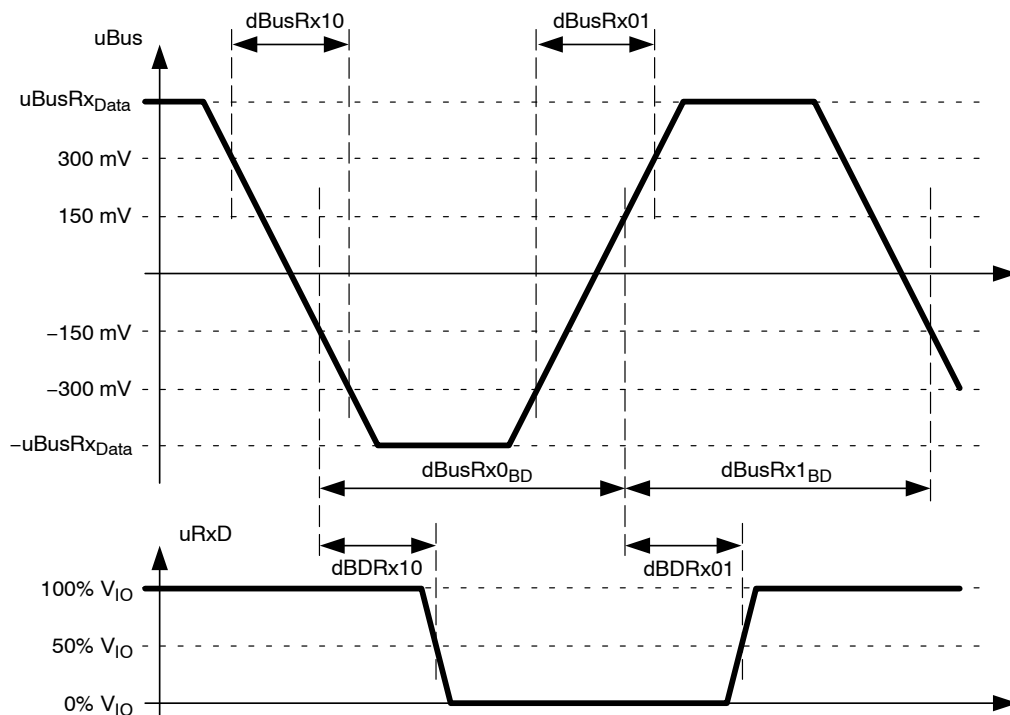 dBusRx10
dBusRx01
uBus
uBusRxData
300 mV
150 mV
−150 mV
−300 mV
−uBusRxData
dBusRx0BD
dBusRx1BD
uRxD
dBDRx10
dBDRx01
100% VIO
50% VIO
0% VIO